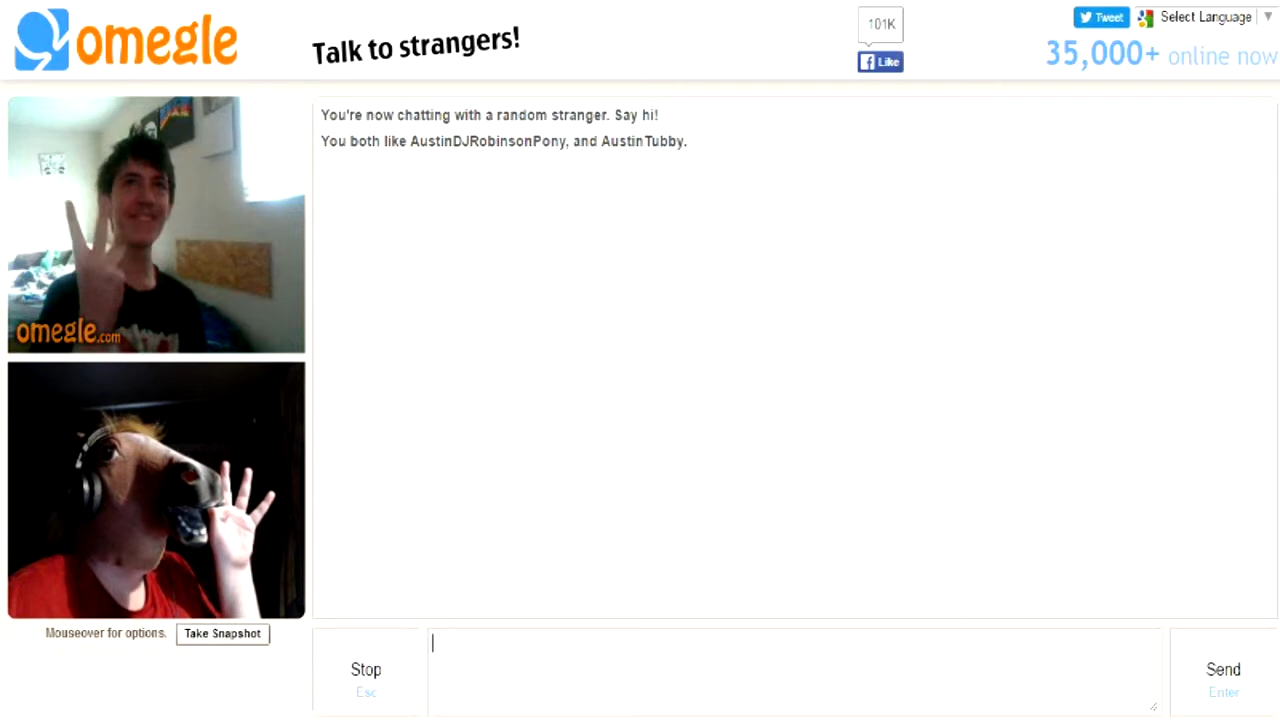 omegle
Talk to strangers!
101K
Like
Tweet
Select Language
35,000+ online now
You're now chatting with a random stranger. Say hi!
You both like AustinDJRobinsonPony, and AustinTubby.
omegle.com
Mouseover for options.
Take Snapshot
Stop
Esc
Send
Enter